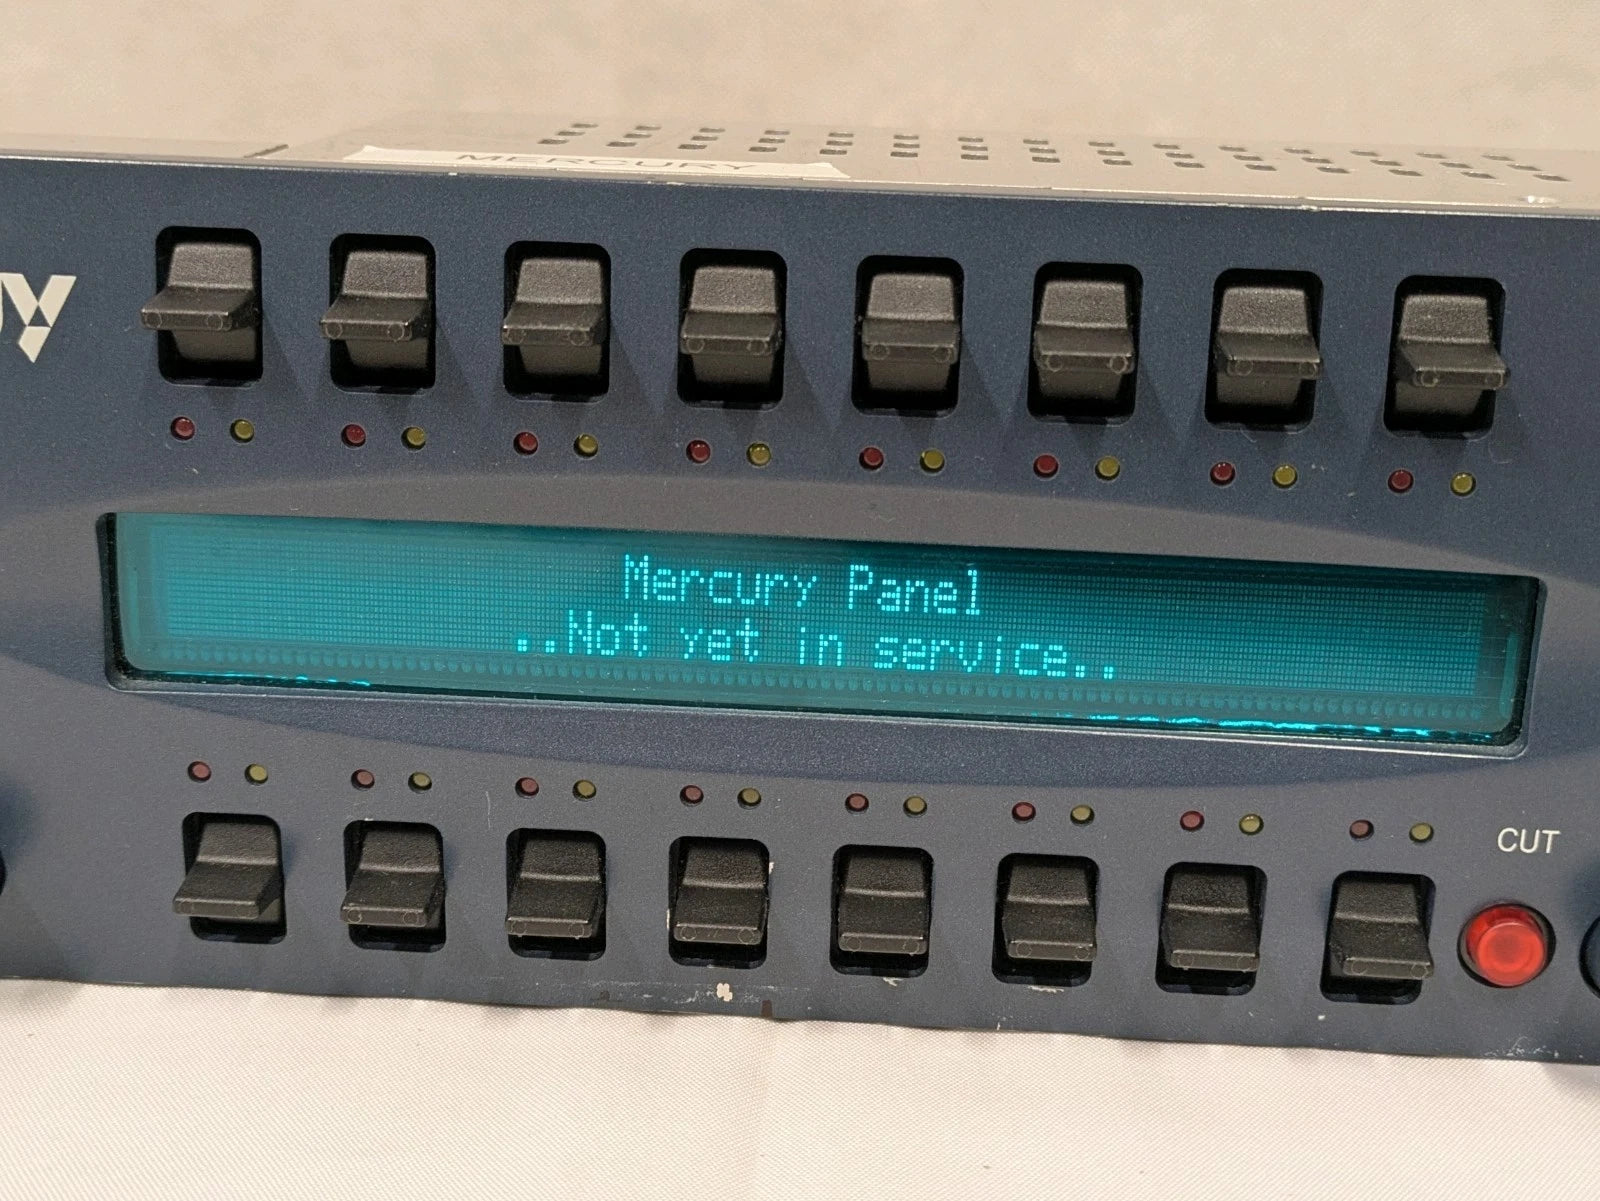 MERCURY
Mercury Panel
..Not yet in service..
CUT